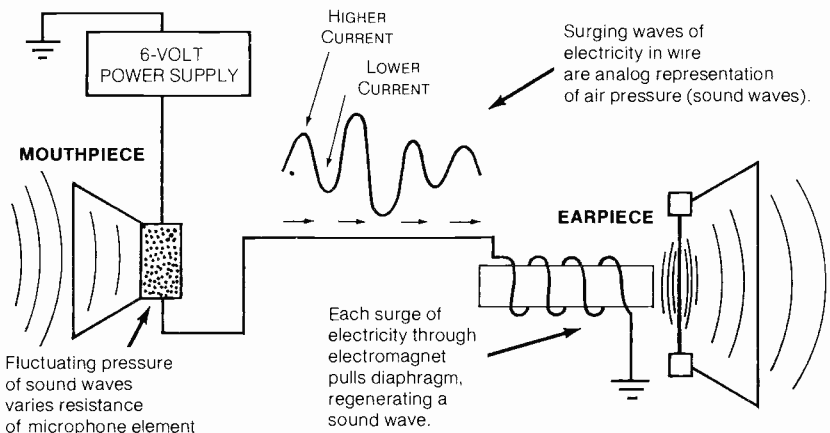 6-VOLT
POWER SUPPLY
HIGHER
CURRENT
LOWER
CURRENT
Surging waves of
electricity in wire
are analog representation
of air pressure (sound waves).
MOUTHPIECE
EARPIECE
Fluctuating pressure
of sound waves
varies resistance
of microphone element
Each surge of
electricity through
electromagnet
pulls diaphragm,
regenerating a
sound wave.